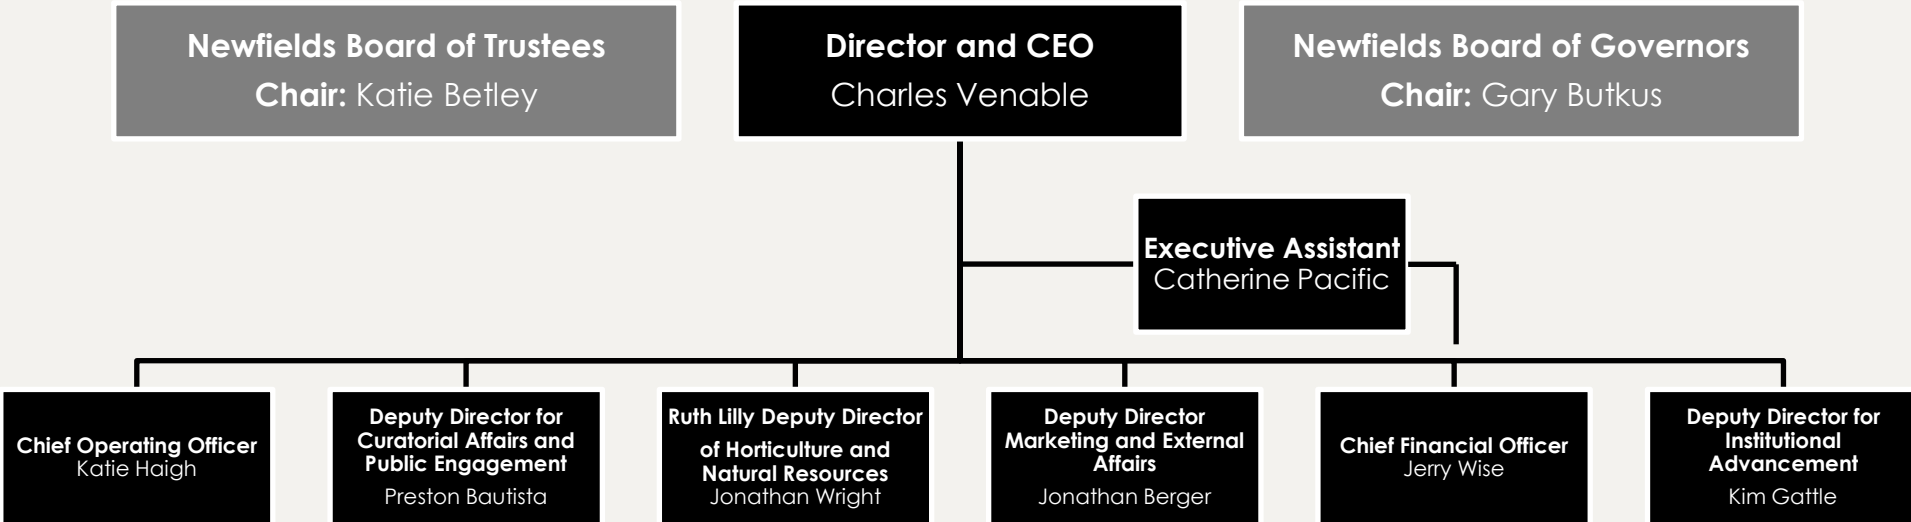 Newfields Board of Trustees
Chair: Katie Betley
Director and CEO
Charles Venable
Newfields Board of Governors
Chair: Gary Butkus
Executive Assistant
Catherine Pacific
Chief Operating Officer
Katie Haigh
Deputy Director for
Curatorial Affairs and
Public Engagement
Preston Bautista
Ruth Lilly Deputy Director
of Horticulture and
Natural Resources
Jonathan Wright
Deputy Director
Marketing and External
Affairs
Jonathan Berger
Chief Financial Officer
Jerry Wise
Deputy Director for
Institutional
Advancement
Kim Gattle